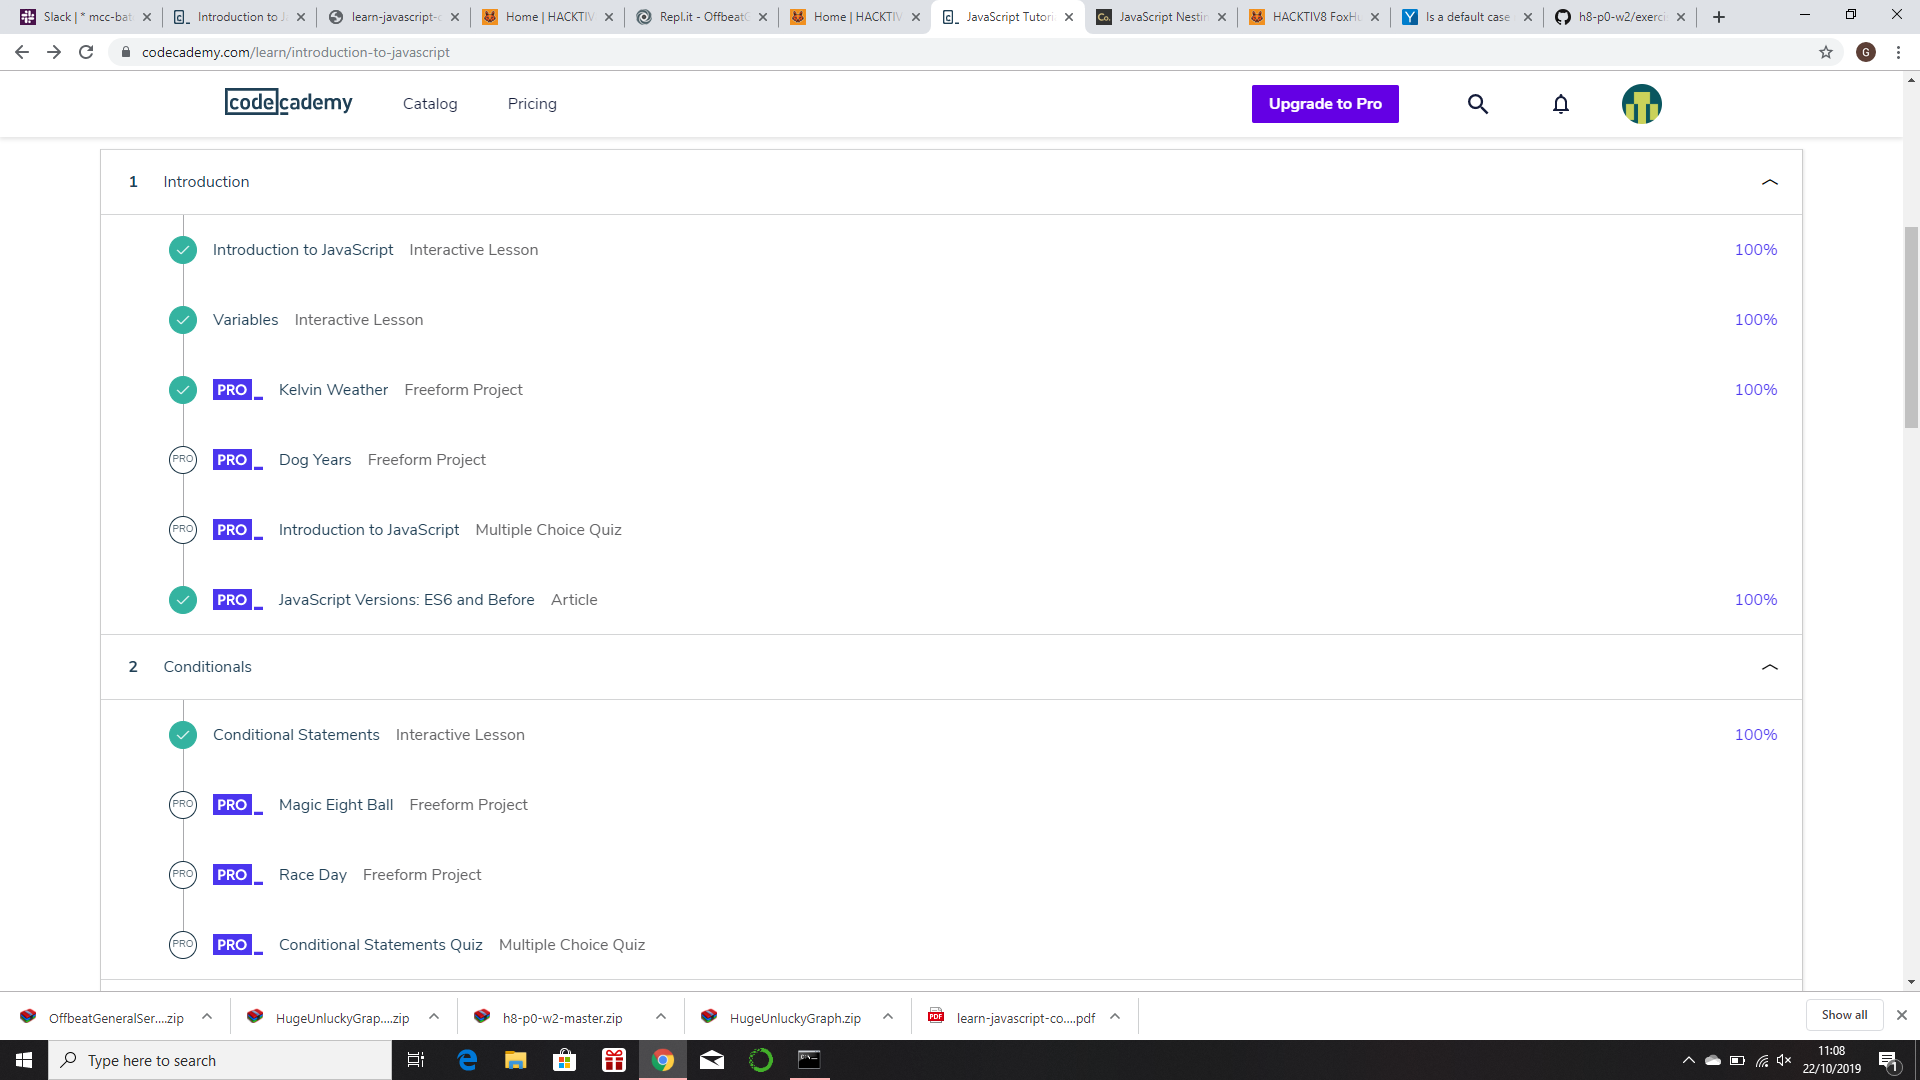 Slack | * mcc-bat
Introduction to J
learn-javascript-c
Home | HACKTIV
Repl.it - OffbeatG
Home | HACKTIV
JavaScript Tutori
Co. JavaScript Nestin
HACKTIV8 FoxHu
Y Is a default case
h8-p0-w2/exerci
codecademy.com/learn/introduction-to-javascript
G
codecademy Catalog Pricing Upgrade to Pro
1 Introduction
Introduction to JavaScript Interactive Lesson 100%
Variables Interactive Lesson 100%
PRO Kelvin Weather Freeform Project 100%
PRO PRO Dog Years Freeform Project
PRO PRO Introduction to JavaScript Multiple Choice Quiz
PRO JavaScript Versions: ES6 and Before Article 100%
2 Conditionals
Conditional Statements Interactive Lesson 100%
PRO PRO Magic Eight Ball Freeform Project
PRO PRO Race Day Freeform Project
PRO PRO Conditional Statements Quiz Multiple Choice Quiz
OffbeatGeneralSer....zip HugeUnluckyGrap....zip h8-p0-w2-master.zip HugeUnluckyGraph.zip PDF learn-javascript-co....pdf Show all
Type here to search
11:08
22/10/2019
1